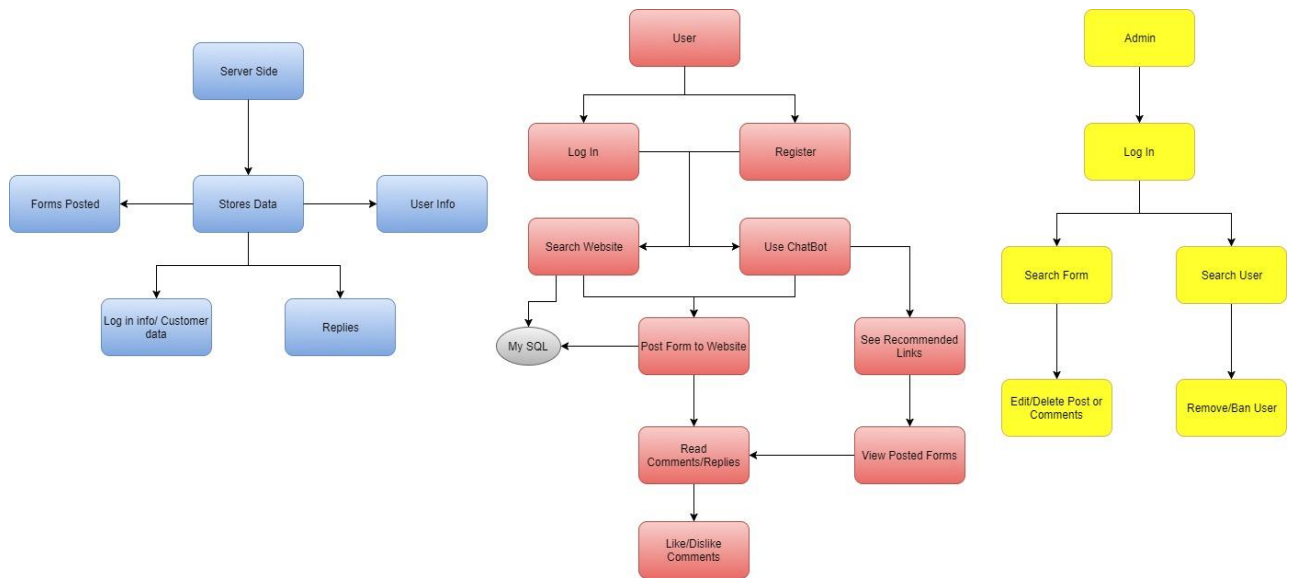 Server Side
Forms Posted
Stores Data
User Info
Log in info/ Customer
data
Replies
User
Log In
Register
Search Website
Use ChatBot
My SQL
Post Form to Website
See Recommended
Links
Read
Comments/Replies
View Posted Forms
Like/Dislike
Comments
Admin
Log In
Search Form
Search User
Edit/Delete Post or
Comments
Remove/Ban User